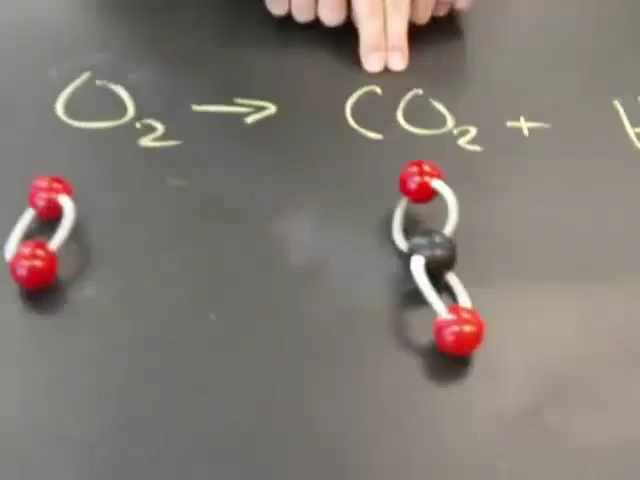 O₂ → CO₂ +